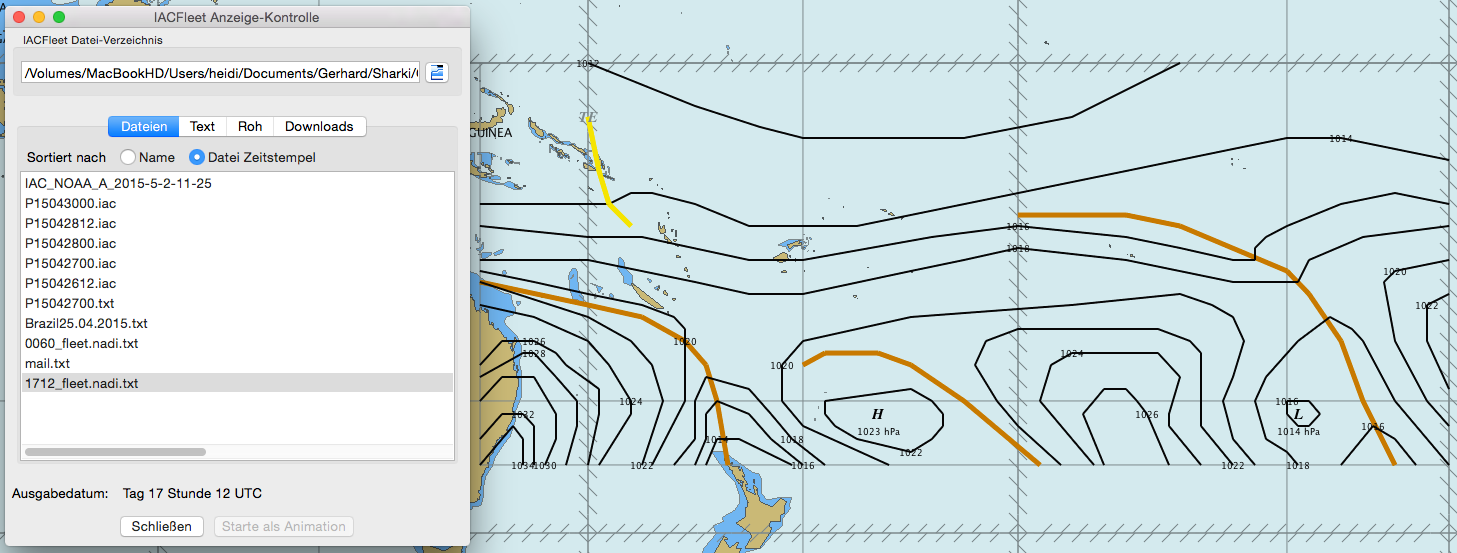 IACFleet Anzeige-Kontrolle
IACFleet Datei-Verzeichnis
/Volumes/MacBookHD/Users/heidi/Documents/Gerhard/Sharki/
Dateien
Text
Roh
Downloads
Sortiert nach
Name
Datei Zeitstempel
IAC_NOAA_A_2015-5-2-11-25
P15043000.iac
P15042812.iac
P15042800.iac
P15042700.iac
P15042612.iac
P15042700.txt
Brazil25.04.2015.txt
0060_fleet.nadi.txt
mail.txt
1712_fleet.nadi.txt
Ausgabedatum: Tag 17 Stunde 12 UTC
Schließen
Starte als Animation
1012
TE
GUINEA
1014
1016
1018
1020
1022
1026
1028
1020
1020
1024
1024
1032
1016
H
1026
L
1023 hPa
1014 hPa
1016
1014
1018
1022
1034
1022
1016
1022
1018